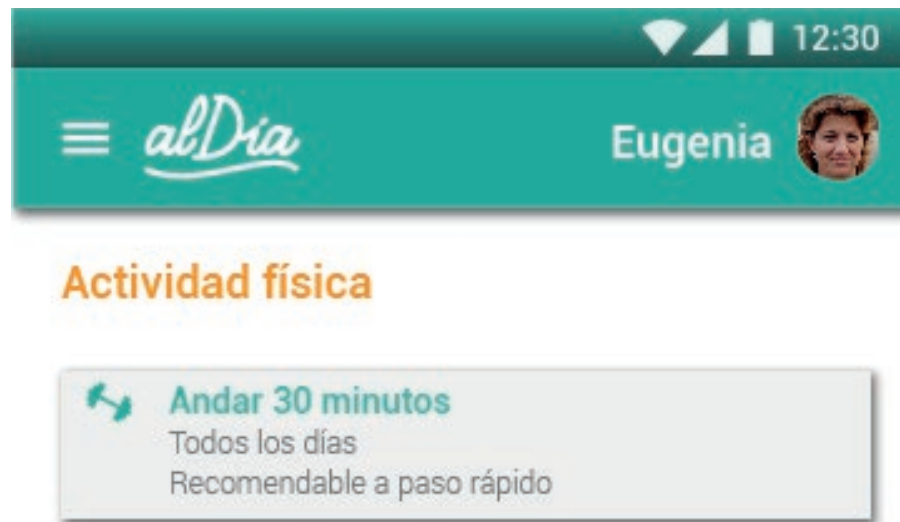 12:30
alDía Eugenia
Actividad física
Andar 30 minutos
Todos los días
Recomendable a paso rápido